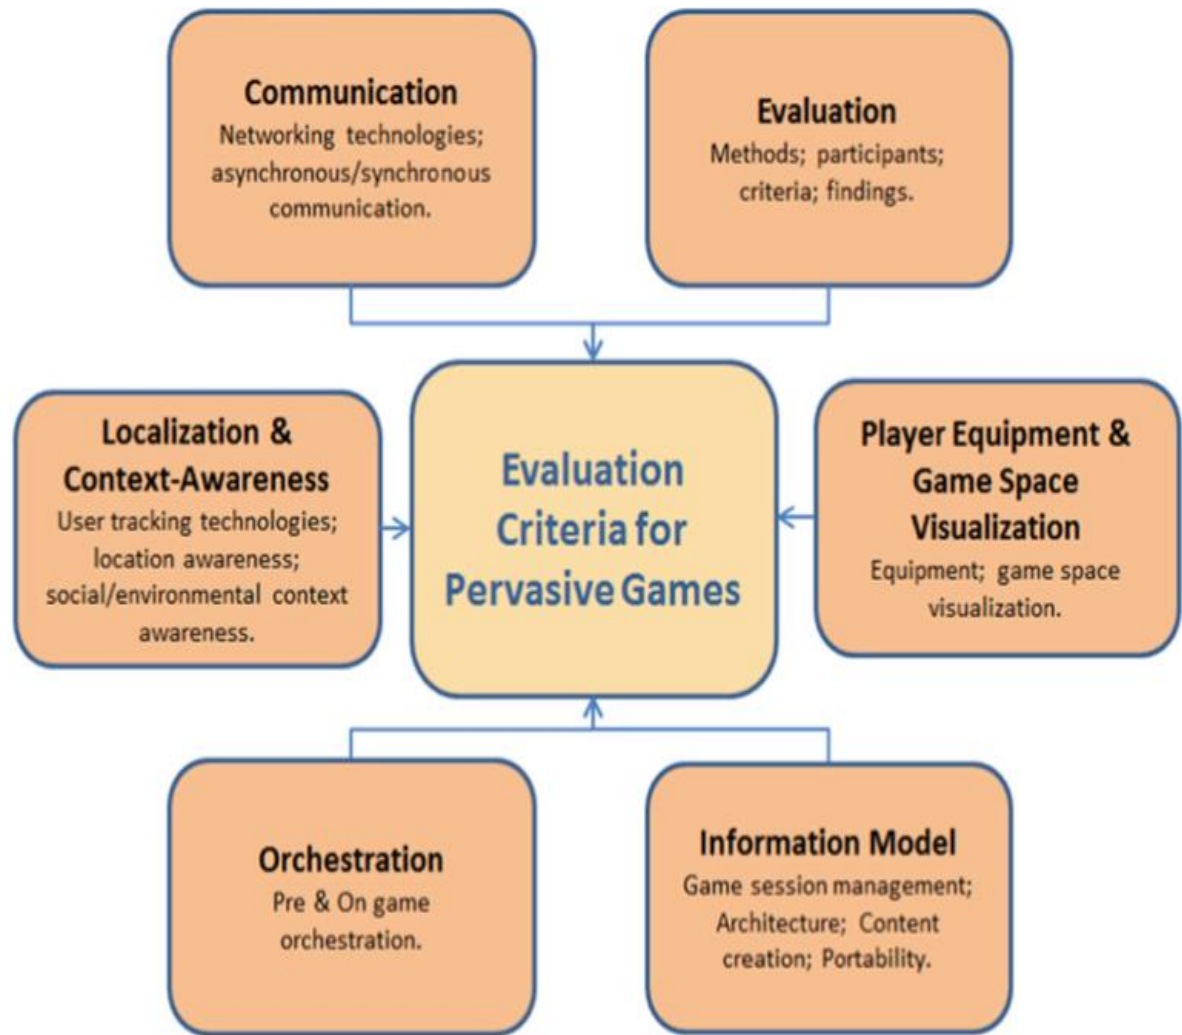 Communication
Networking technologies;
asynchronous/synchronous
communication.
Evaluation
Methods; participants;
criteria; findings.
Localization &
Context-Awareness
User tracking technologies;
location awareness;
social/environmental context
awareness.
Evaluation
Criteria for
Pervasive Games
Player Equipment &
Game Space
Visualization
Equipment; game space
visualization.
Orchestration
Pre & On game
orchestration.
Information Model
Game session management;
Architecture; Content
creation; Portability.